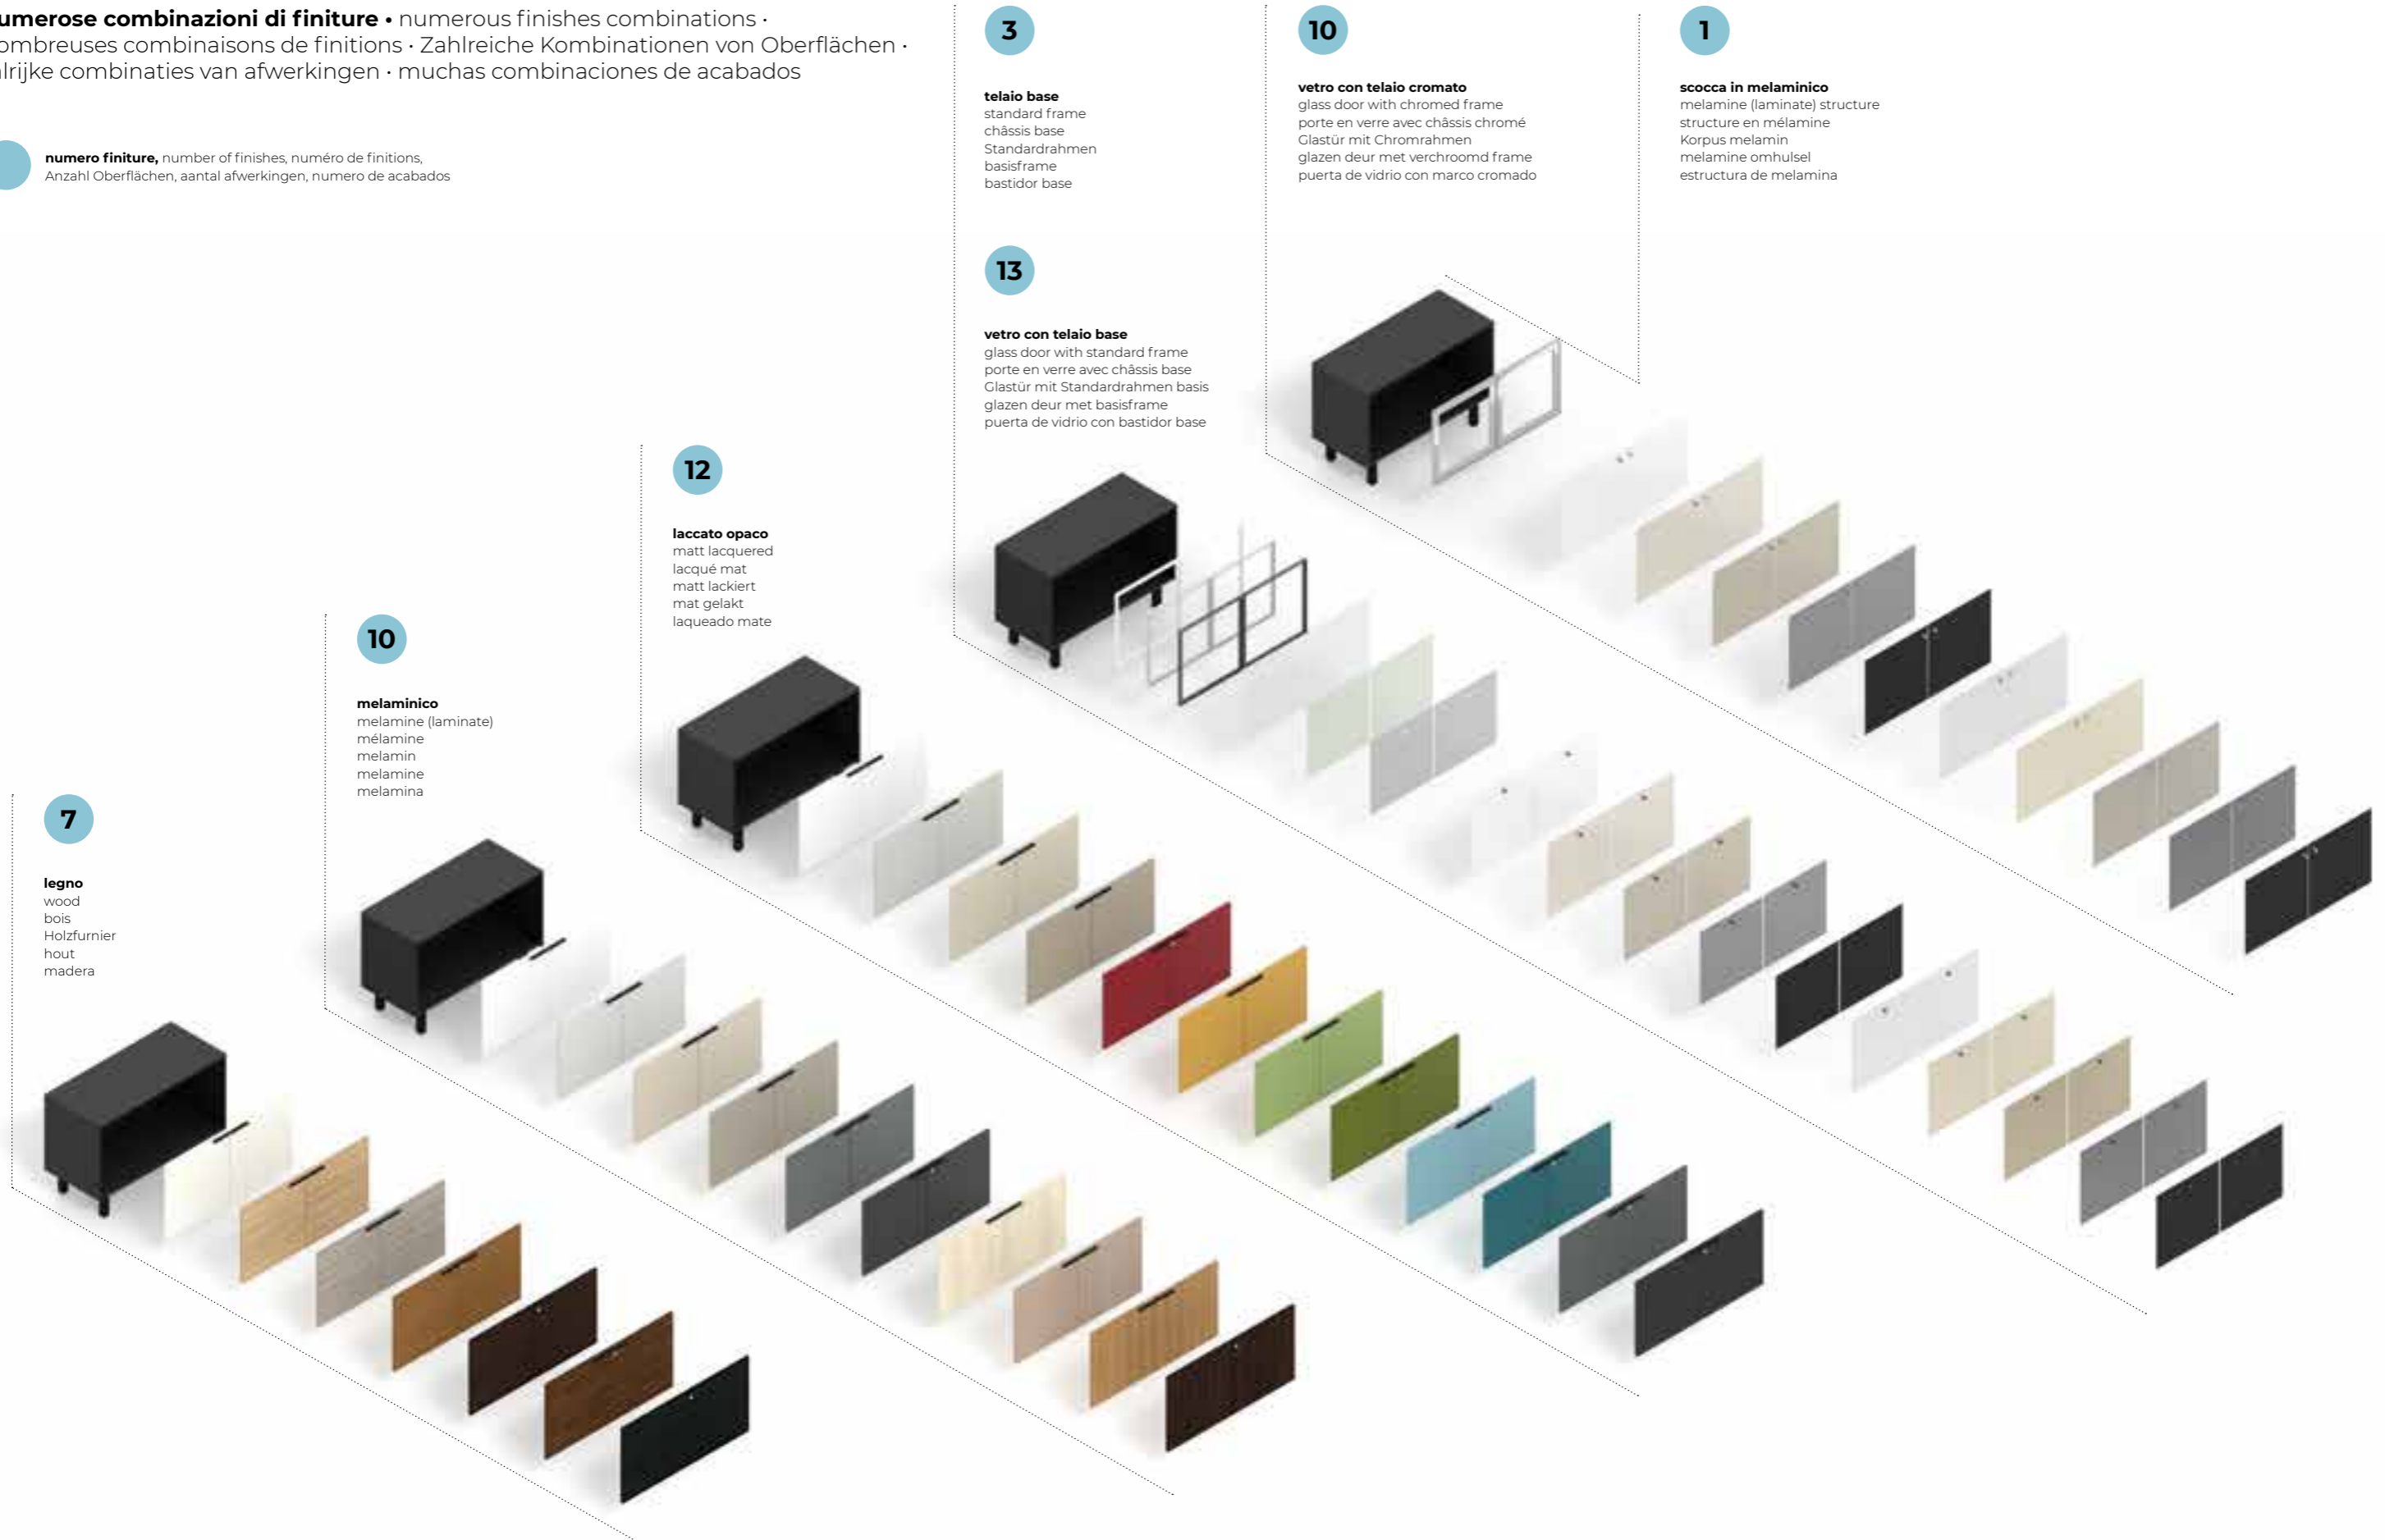 umerose combinazioni di finiture • numerous finishes combinations ·
ombreuses combinaisons de finitions · Zahlreiche Kombinationen von Oberflächen ·
lrijke combinaties van afwerkingen · muchas combinaciones de acabados
numero finiture, number of finishes, numéro de finitions,
Anzahl Oberflächen, aantal afwerkingen, numero de acabados
3
telaio base
standard frame
châssis base
Standardrahmen
basisframe
bastidor base
10
vetro con telaio cromato
glass door with chromed frame
porte en verre avec châssis chromé
Glastür mit Chromrahmen
glazen deur met verchroomd frame
puerta de vidrio con marco cromado
1
scocca in melaminico
melamine (laminate) structure
structure en mélamine
Korpus melamin
melamine omhulsel
estructura de melamina
13
vetro con telaio base
glass door with standard frame
porte en verre avec châssis base
Glastür mit Standardrahmen basis
glazen deur met basisframe
puerta de vidrio con bastidor base
12
laccato opaco
matt lacquered
lacqué mat
matt lackiert
mat gelakt
laqueado mate
10
melaminico
melamine (laminate)
mélamine
melamin
melamine
melamina
7
legno
wood
bois
Holzfurnier
hout
madera